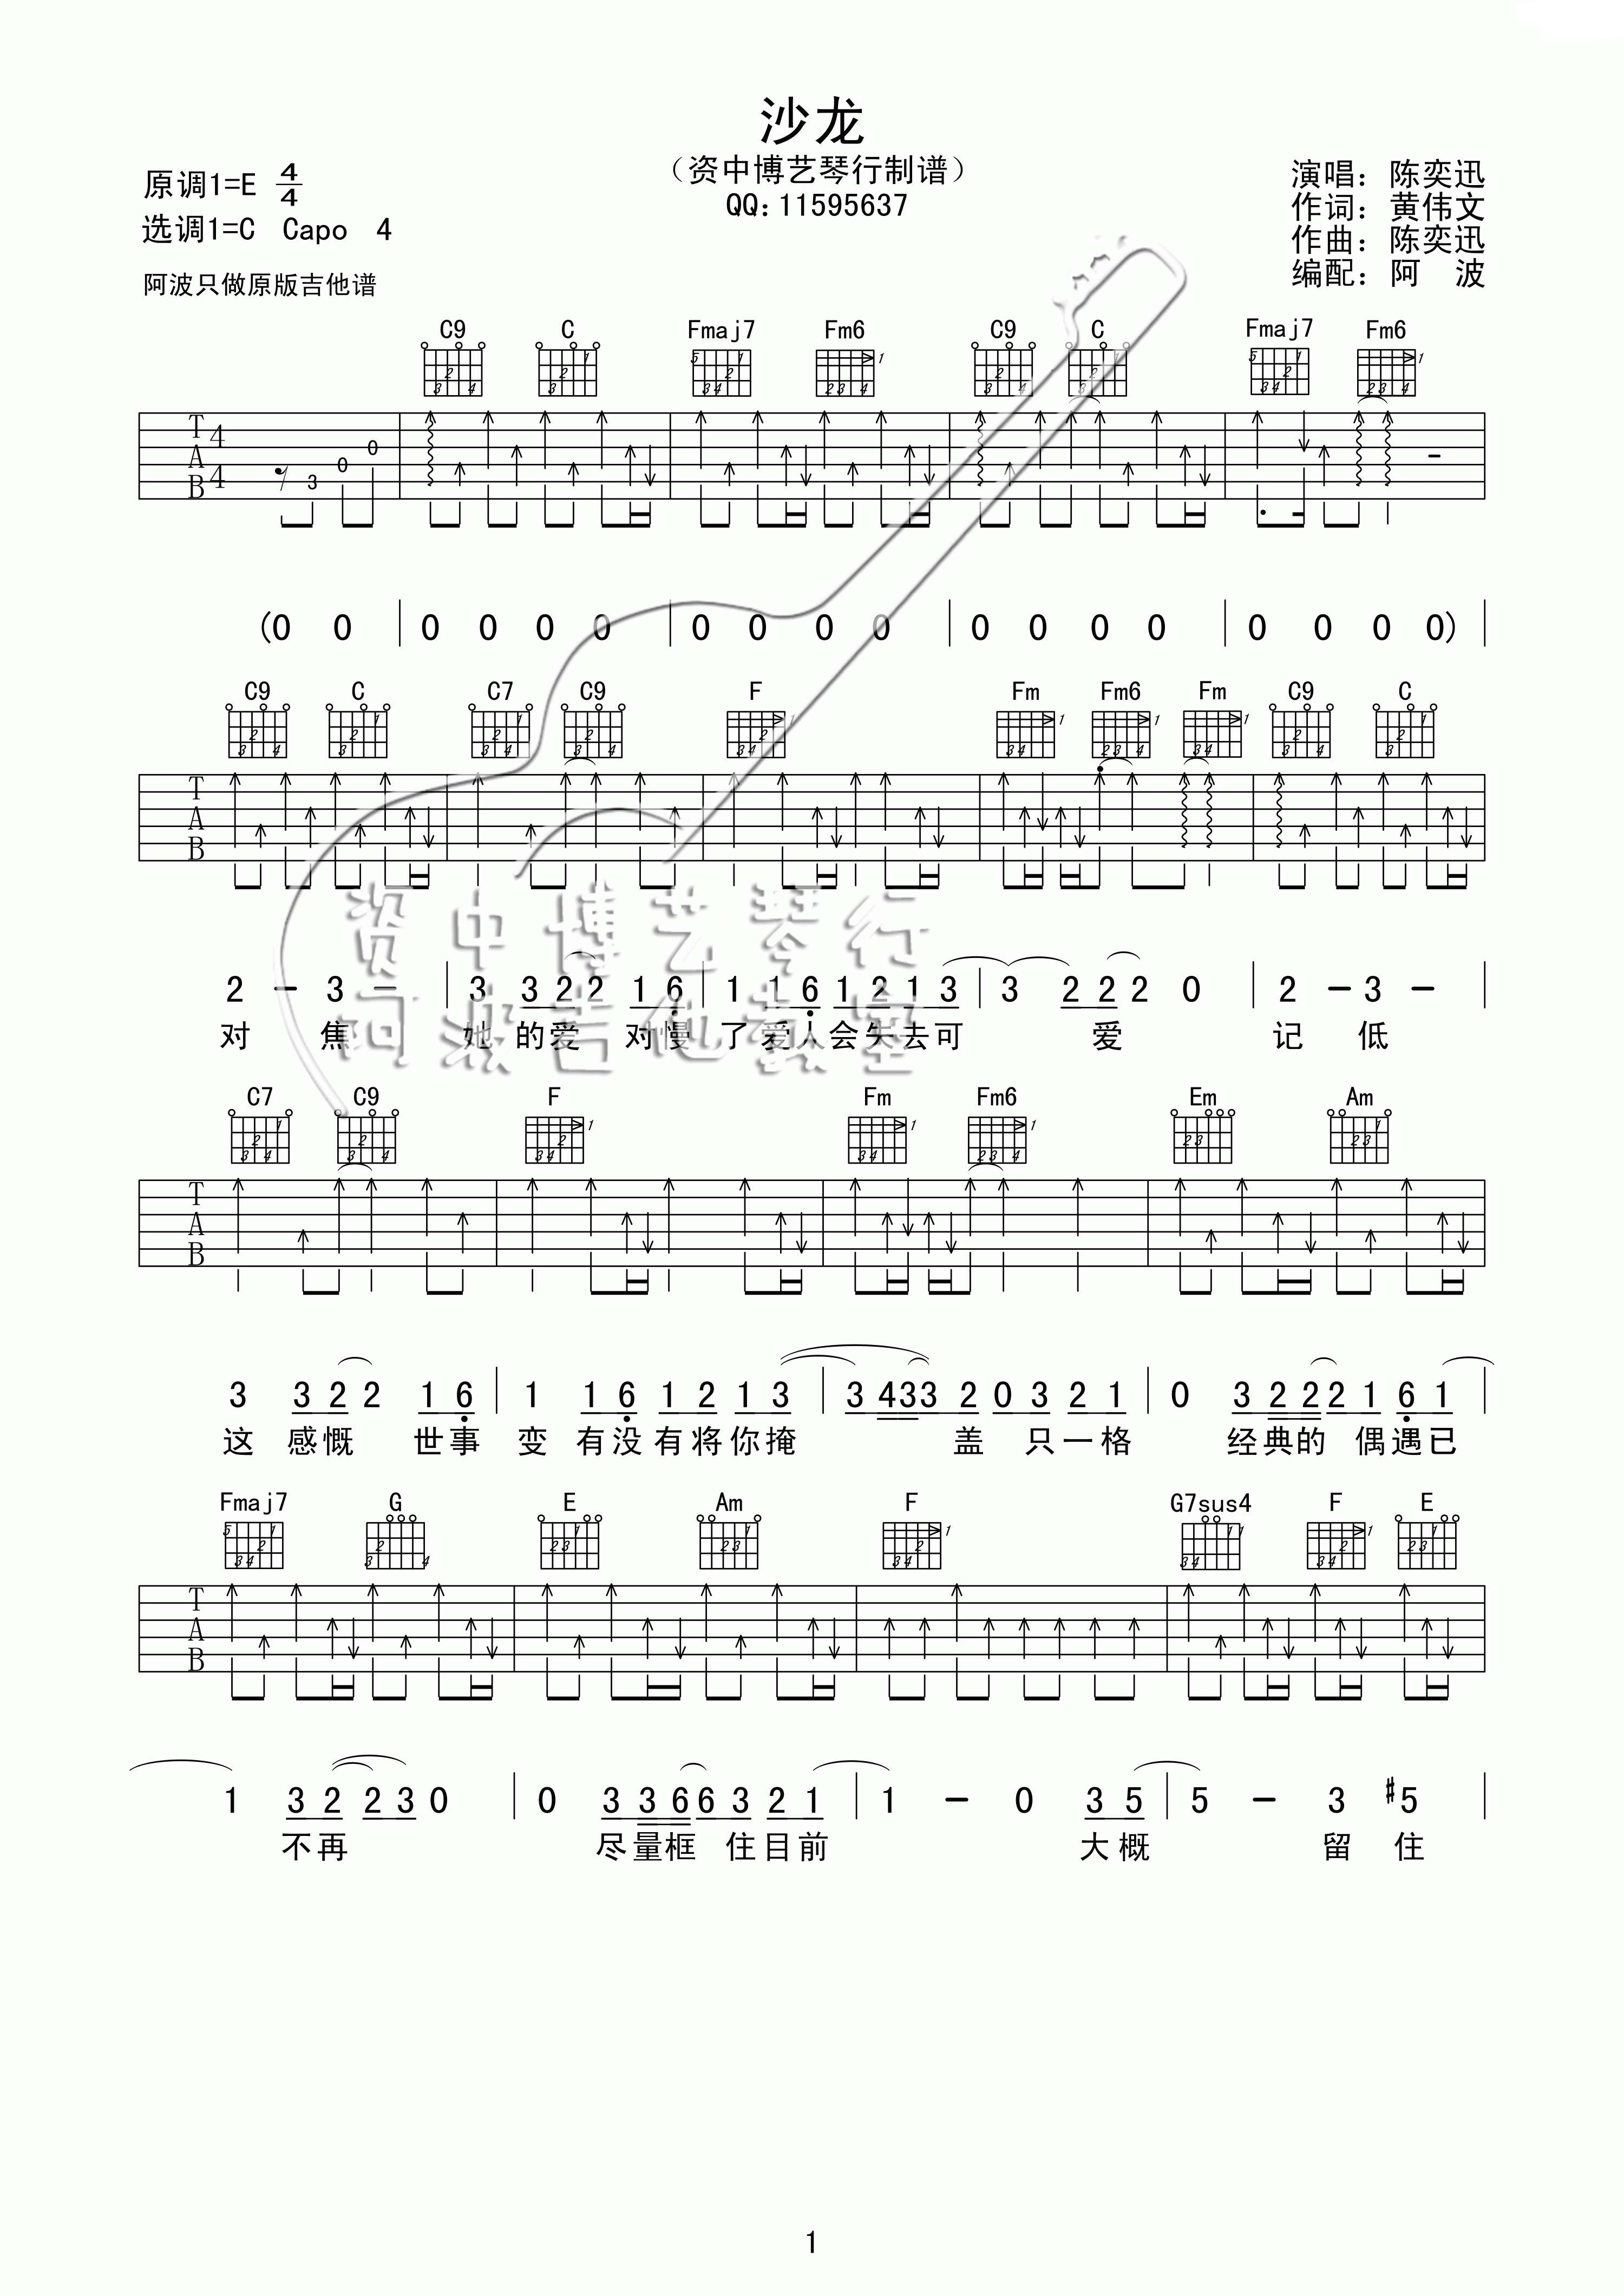 沙龙
（资中博艺琴行制谱）
QQ:11595637
原调1=E 4/4
选调1=C Capo 4
阿波只做原版吉他谱
演唱：陈奕迅
作词：黄伟文
作曲：陈奕迅
编配：阿 波
C9 C Fmaj7 Fm6 C9 C Fmaj7 Fm6
T A B 4 4 3 0 0
(0 0 | 0 0 0 0 | 0 0 0 0 | 0 0 0 0 | 0 0 0 0)
C9 C C7 C9 F Fm Fm6 Fm C9 C
T A B
资中博艺琴行
阿波吉他教室
2 - 3 - | 3 3 2 2 1 6 | 1 1 6 1 2 1 3 | 3 2 2 2 0 | 2 - 3 -
对 焦 她 的爱 对慢 了 爱人会失去可 爱 记 低
C7 C9 F Fm Fm6 Em Am
T A B
3 3 2 2 1 6 | 1 1 6 1 2 1 3 | 3 4 3 3 2 0 3 2 1 | 0 3 2 2 2 1 6 1
这 感慨 世事 变 有没有将你掩 盖 只一格 经典的 偶遇已
Fmaj7 G E Am F G7sus4 F E
T A B
1 3 2 2 3 0 | 0 3 3 6 6 3 2 1 | 1 - 0 3 5 | 5 - 3 #5
不再 尽量框 住目前 大概 留 住
1